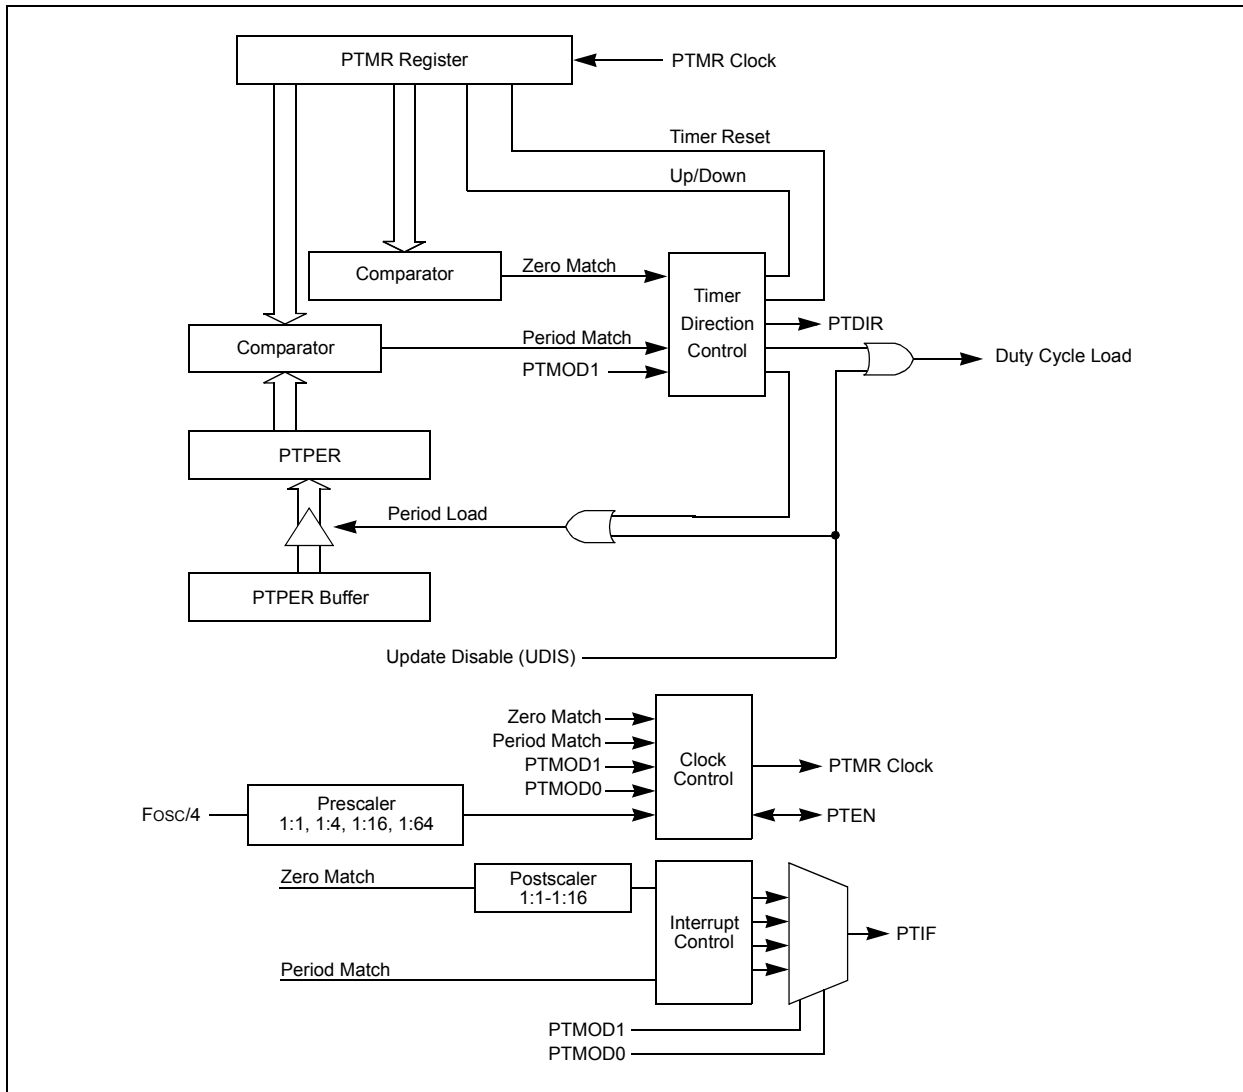 PTMR Register
PTMR Clock
Timer Reset
Up/Down
Comparator
Zero Match
Timer
Direction
Control
PTDIR
Comparator
Period Match
PTMOD1
Duty Cycle Load
PTPER
Period Load
PTPER Buffer
Update Disable (UDIS)
Zero Match
Period Match
PTMOD1
PTMOD0
Clock
Control
PTMR Clock
PTEN
FOSC/4
Prescaler
1:1, 1:4, 1:16, 1:64
Zero Match
Postscaler
1:1-1:16
Interrupt
Control
PTIF
Period Match
PTMOD1
PTMOD0